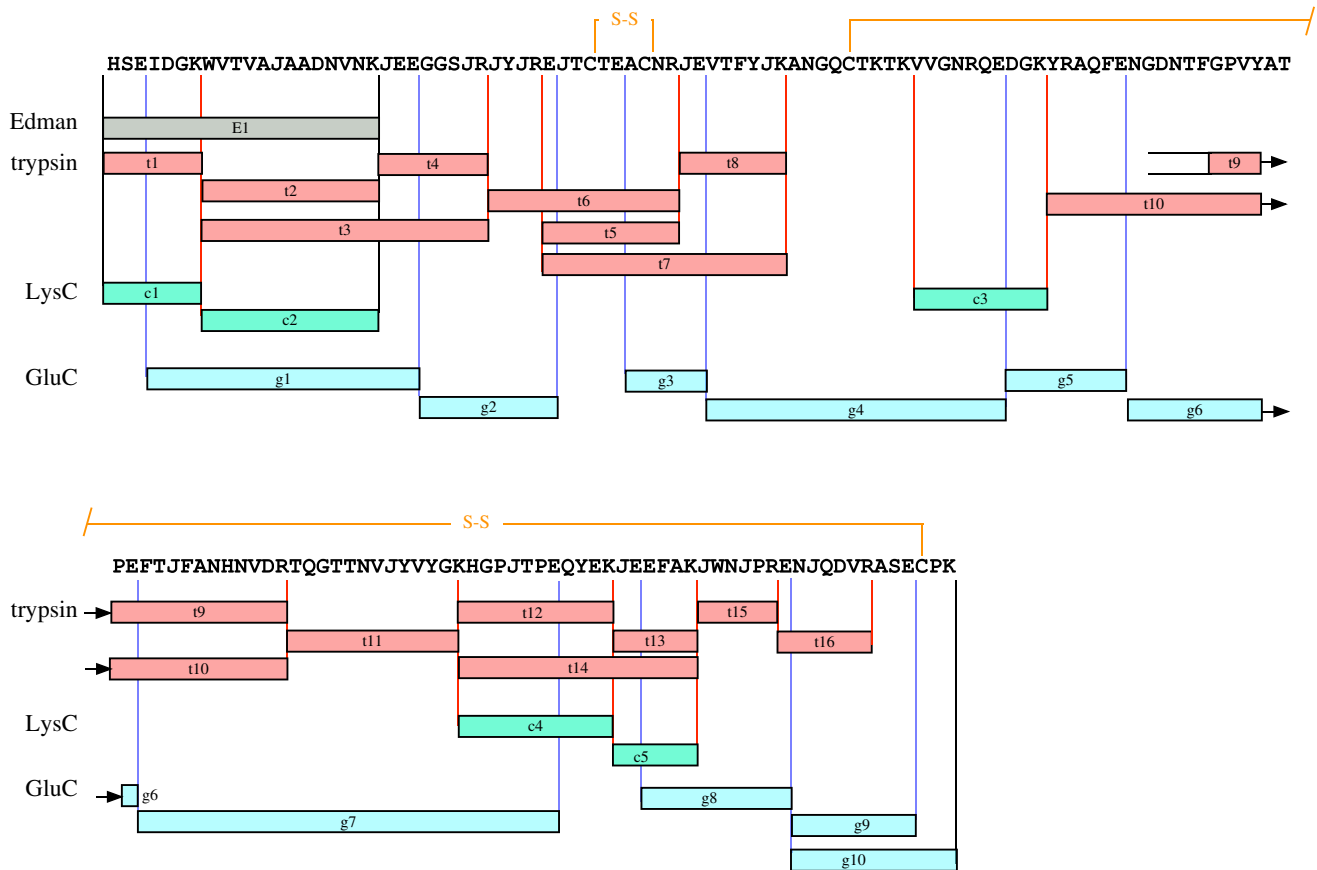 S-S
HSEIDGKWVTVAJAADNVNKJEEGGSJRJYJREJTCTEACNRJEVTFYJKANGQCTKTKVVGNRQEDGKYRAQFENGDNTFGPVYAT
Edman E1
trypsin t1 t4 t8 t9
t2 t6 t10
t3 t5
t7
LysC c1 c3
c2
GluC g1 g3 g5
g2 g4 g6
S-S
PEFTJFANHNVDRTQGTTNVJYVYGKHGPJTPEQYEKJEEFAKJWNJPRENJQDVRASECPK
trypsin t9 t12 t15
t11 t13 t16
t10 t14
LysC c4
c5
GluC g6 g8
g7 g9
g10